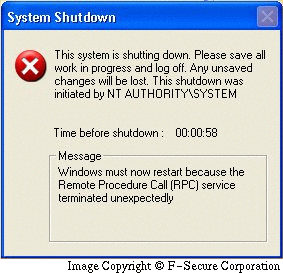 System Shutdown
This system is shutting down. Please save all
work in progress and log off. Any unsaved
changes will be lost. This shutdown was
initiated by NT AUTHORITY\SYSTEM
Time before shutdown : 00:00:58
Message
Windows must now restart because the
Remote Procedure Call (RPC) service
terminated unexpectedly
Image Copyright © F-Secure Corporation